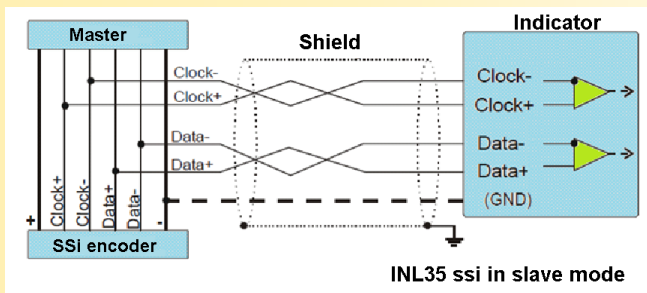 Master
Shield
Indicator
Clock-
Clock+
Data-
Data+
Clock-
Clock+
Data-
Data+
(GND)
+
Clock+
Clock-
Data+
Data-
-
SSi encoder
INL35 ssi in slave mode